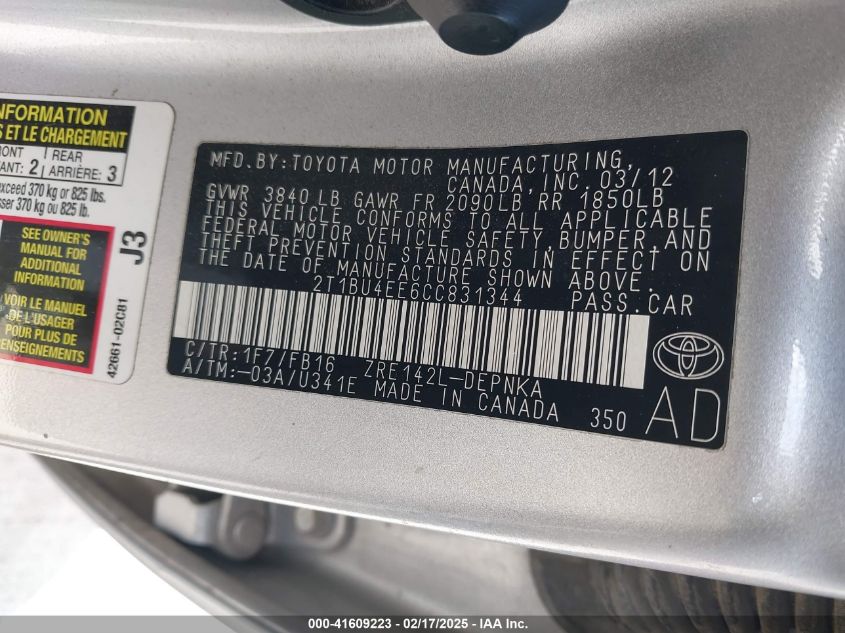 NFORMATION
ET LE CHARGEMENT
REAR
2
ARRIÈRE: 3
exceed 370 kg or 825 lbs.
370 kg ou 825 lb.
SEE OWNER'S
MANUAL FOR
ADDITIONAL
INFORMATION
VOIR LE MANUEL
DE L'USAGER
POUR PLUS DE
RENSEIGNEMENTS
J3
42661-02C81
MFD. BY: TOYOTA MOTOR MANUFACTURING,
CANADA, INC. 03/12
GVWR 3840 LB GAWR FR 2090LB RR 1850LB
THIS VEHICLE CONFORMS TO ALL APPLICABLE
FEDERAL MOTOR VEHICLE SAFETY, BUMPER, AND
THEFT PREVENTION STANDARDS IN EFFECT ON
THE DATE OF MANUFACTURE SHOWN ABOVE.
2T1BU4EE6CC831344 PASS. CAR
C/TR: 1F7/FB16 ZRE142L-DEPNKA
A/TM: -03A/U341E MADE IN CANADA 350
AD
000-41609223 - 02/17/2025 - IAA Inc.